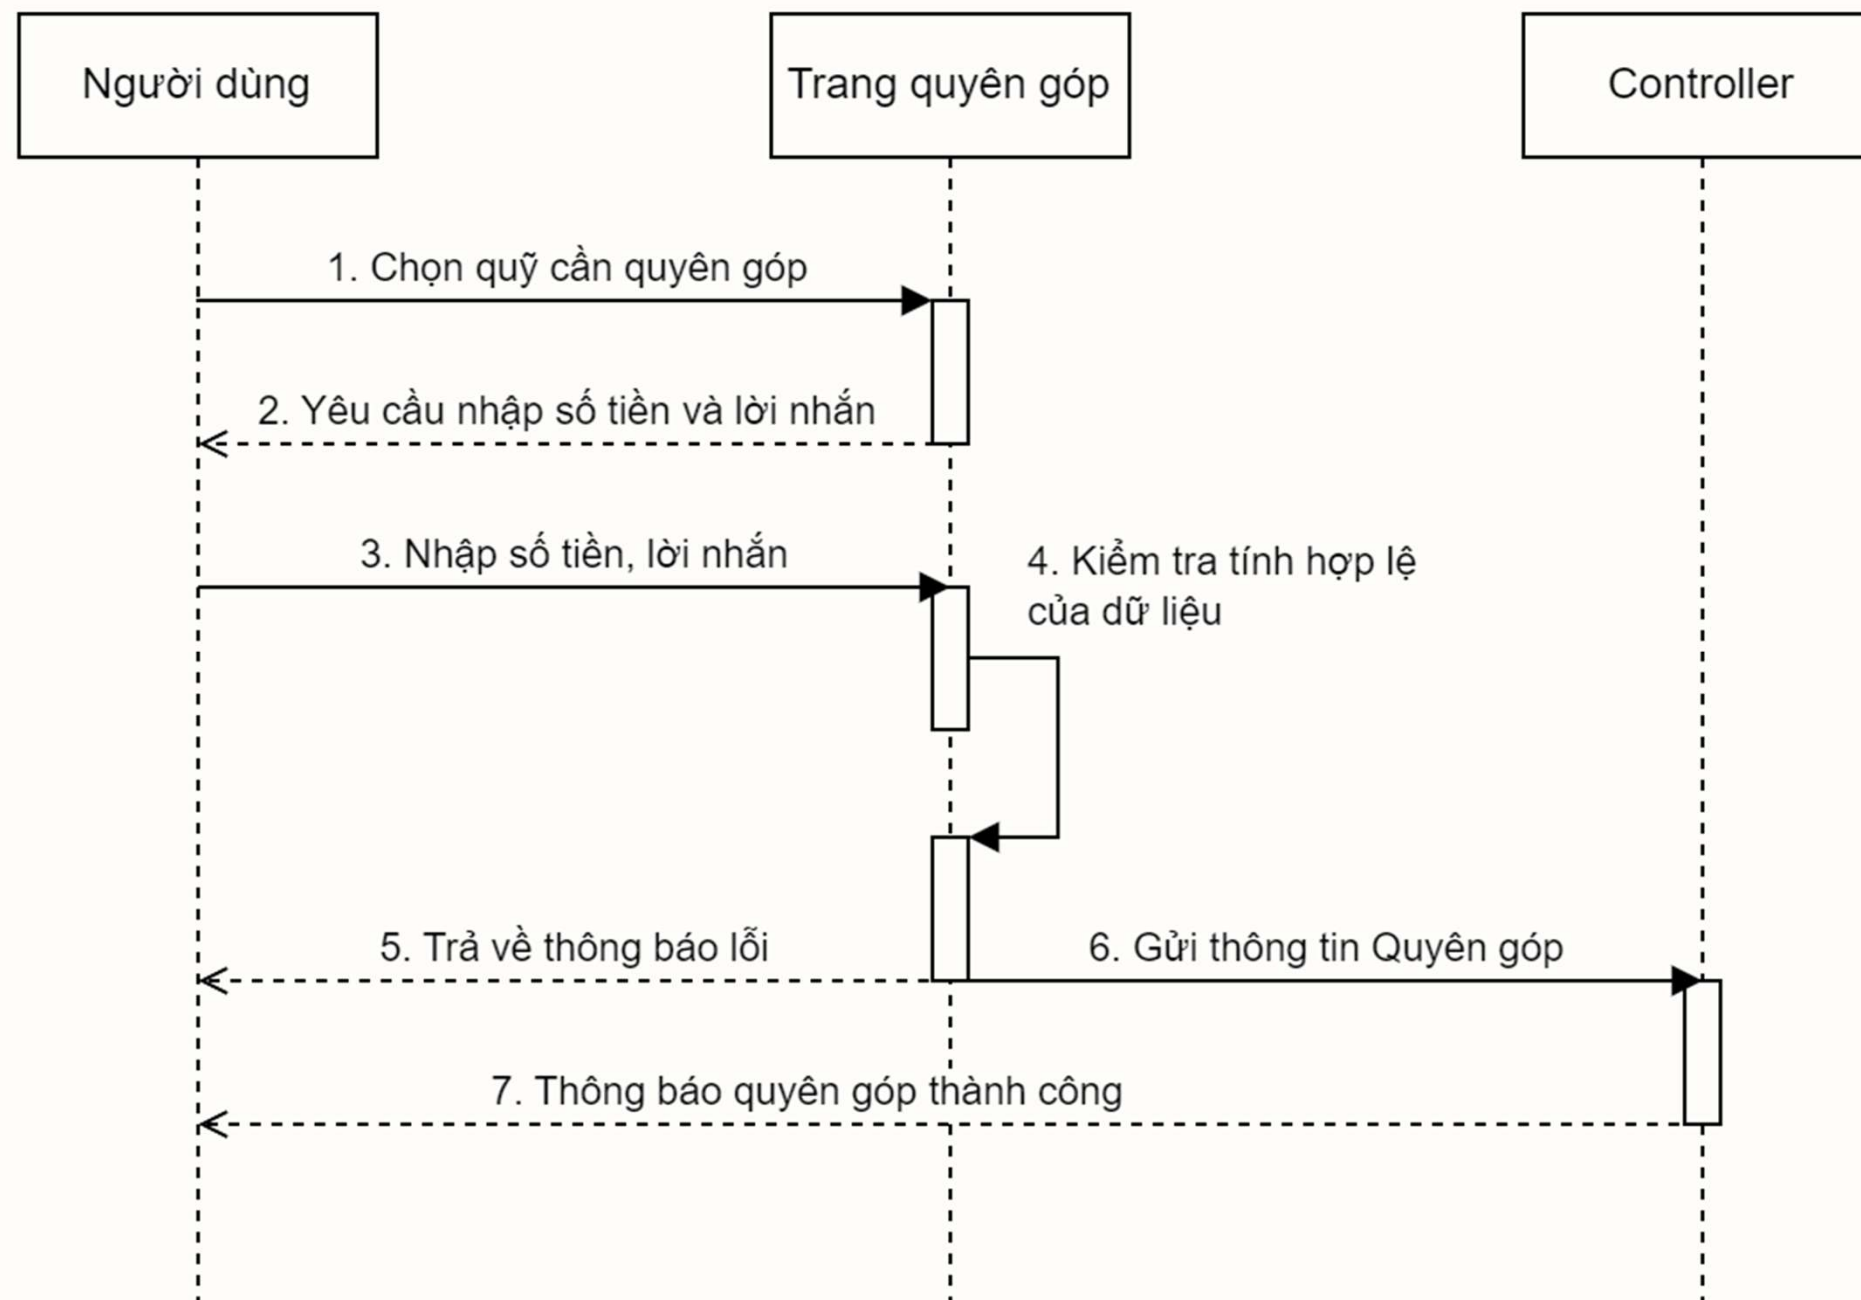 Người dùng
Trang quyên góp
Controller
1. Chọn quỹ cần quyên góp
2. Yêu cầu nhập số tiền và lời nhắn
3. Nhập số tiền, lời nhắn
4. Kiểm tra tính hợp lệ
của dữ liệu
5. Trả về thông báo lỗi
6. Gửi thông tin Quyên góp
7. Thông báo quyên góp thành công